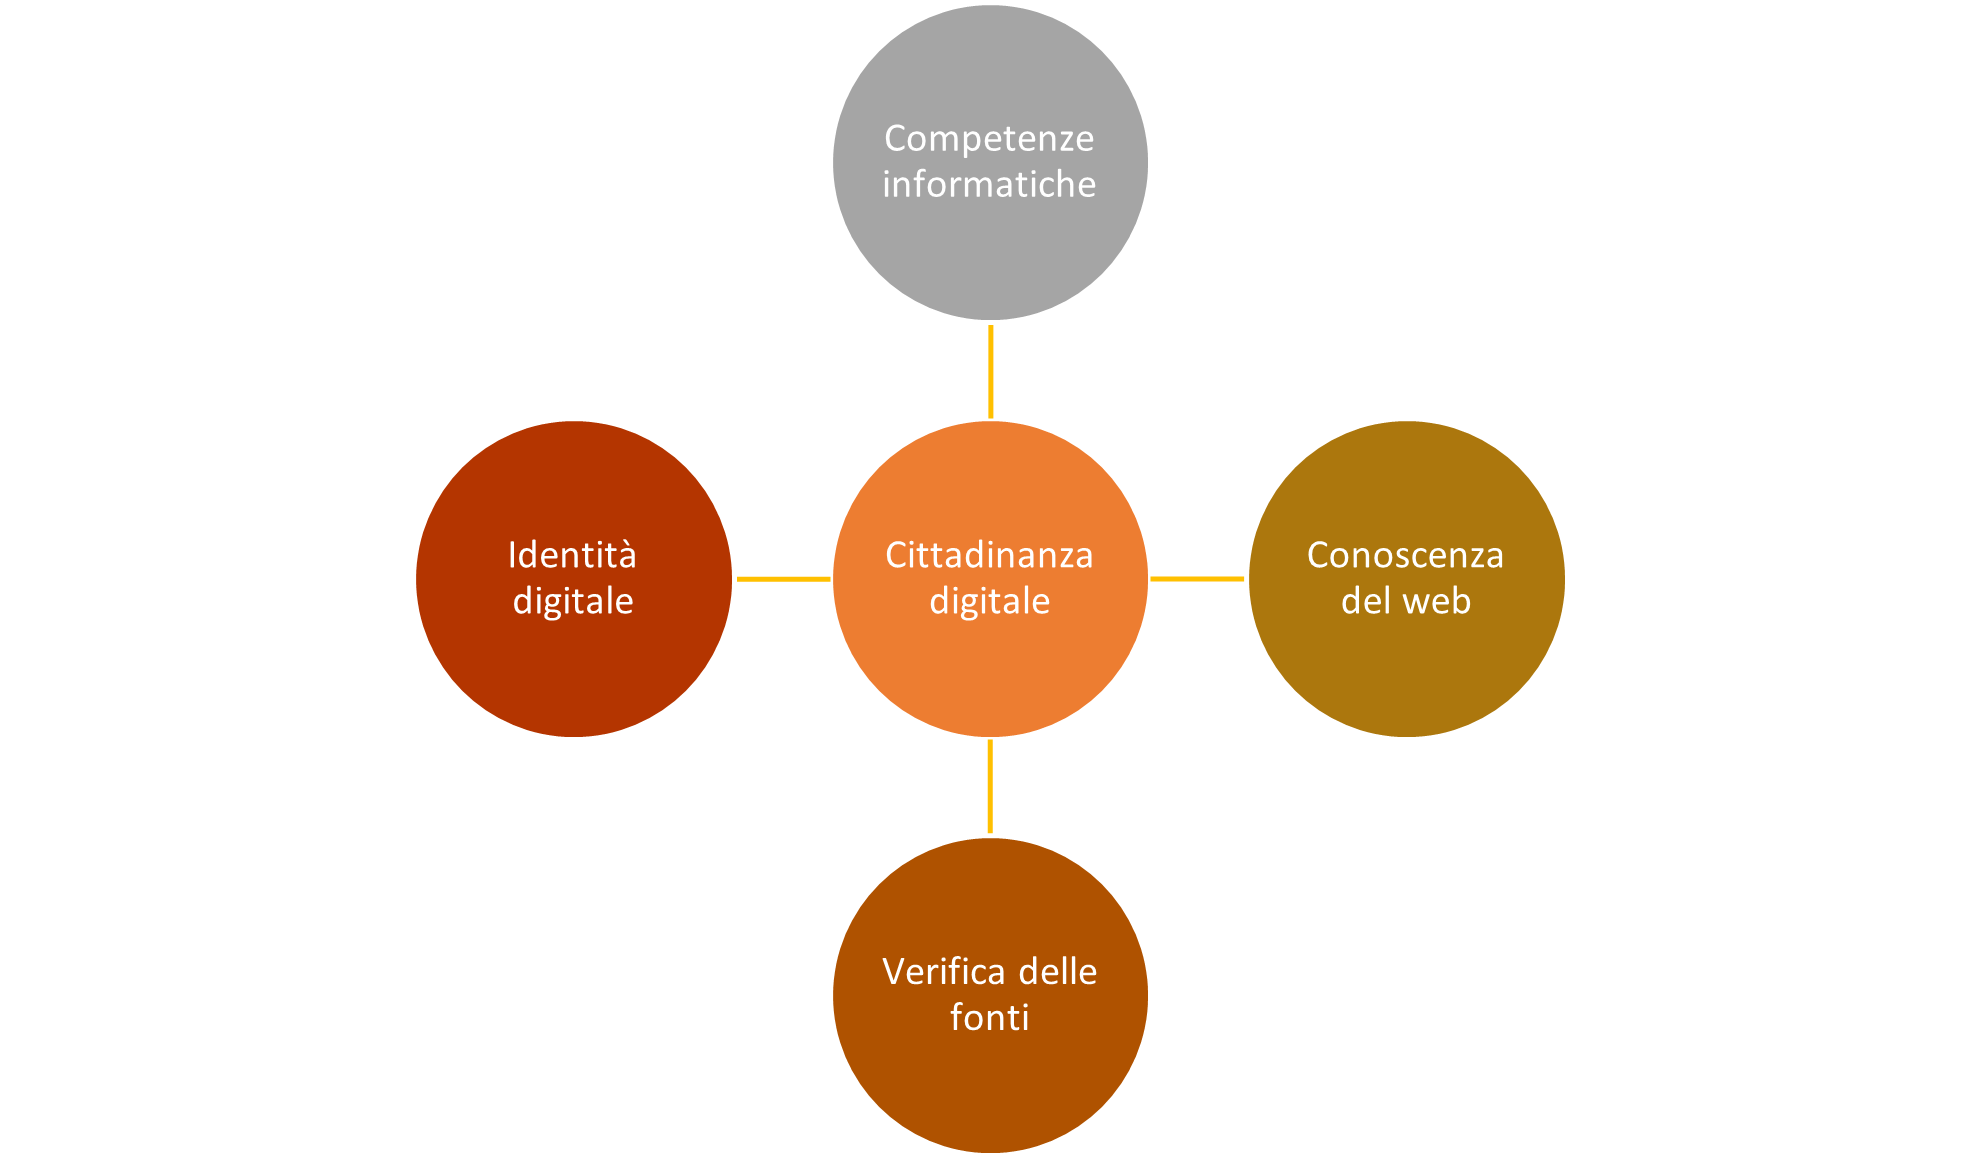 Competenze
informatiche
Identità
digitale
Cittadinanza
digitale
Conoscenza
del web
Verifica delle
fonti